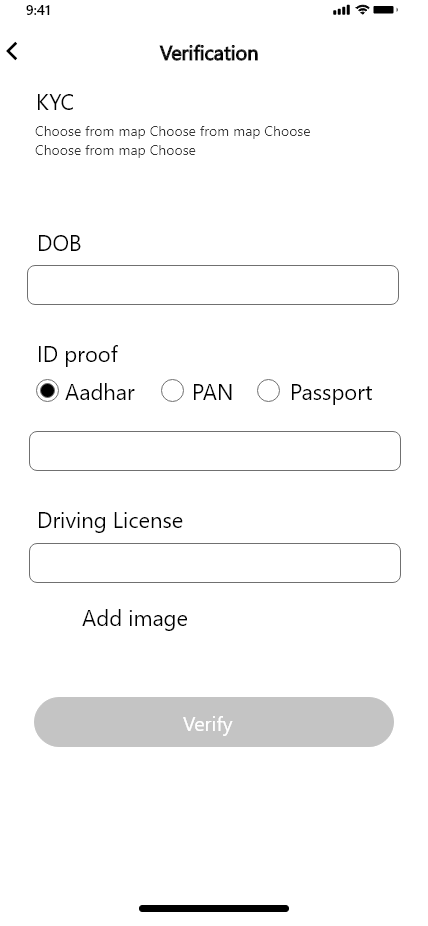 9:41
Verification
KYC
Choose from map Choose from map Choose
Choose from map Choose
DOB
ID proof
Aadhar PAN Passport
Driving License
Add image
Verify